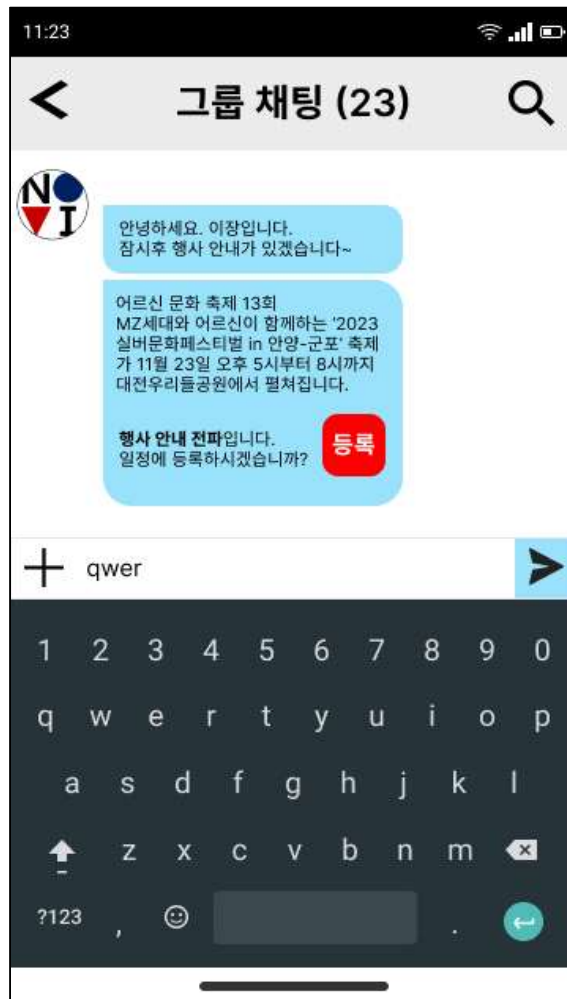 11:23
그룹 채팅 (23)
N
I
안녕하세요. 이장입니다.
잠시후 행사 안내가 있겠습니다~
어르신 문화 축제 13회
MZ세대와 어르신이 함께하는 '2023
실버문화페스티벌 in 안양-군포' 축제
가 11월 23일 오후 5시부터 8시까지
대전우리들공원에서 펼쳐집니다.
행사 안내 전파입니다.
일정에 등록하시겠습니까?
등록
qwer
1 2 3 4 5 6 7 8 9 0
q w e r t y u i o p
a s d f g h j k l
z x c v b n m
?123 , .